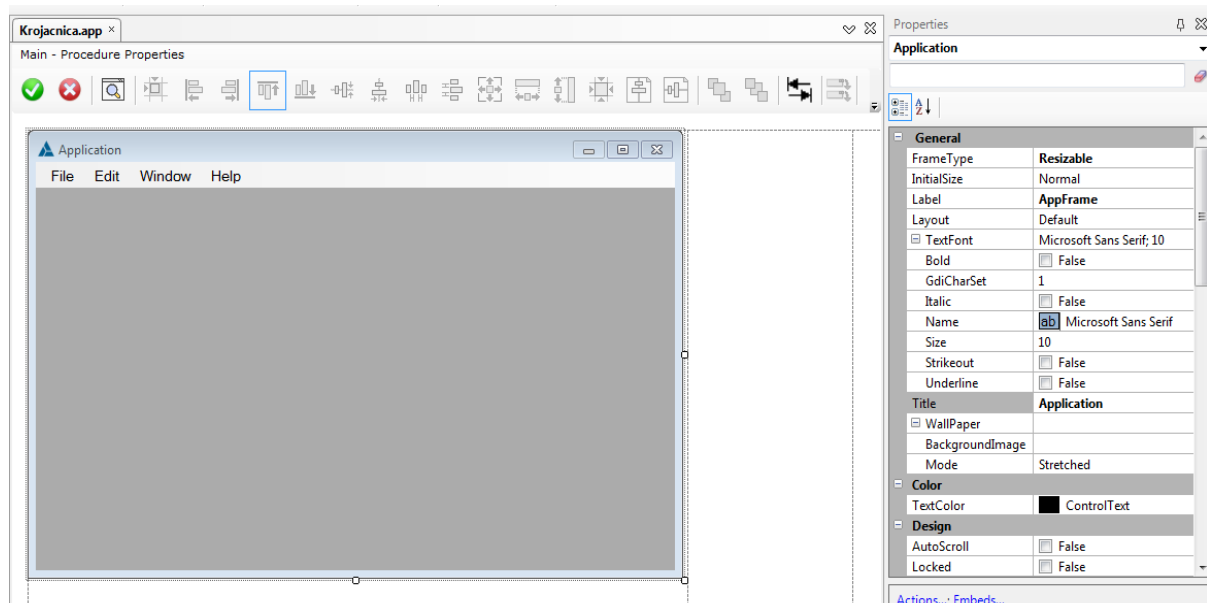 Krojacnica.app ×
Main - Procedure Properties
Application
File Edit Window Help
Properties
Application
General
FrameType Resizable
InitialSize Normal
Label AppFrame
Layout Default
TextFont Microsoft Sans Serif; 10
Bold False
GdiCharSet 1
Italic False
Name ab Microsoft Sans Serif
Size 10
Strikeout False
Underline False
Title Application
WallPaper
BackgroundImage
Mode Stretched
Color
TextColor ControlText
Design
AutoScroll False
Locked False
Actions...; Embeds...